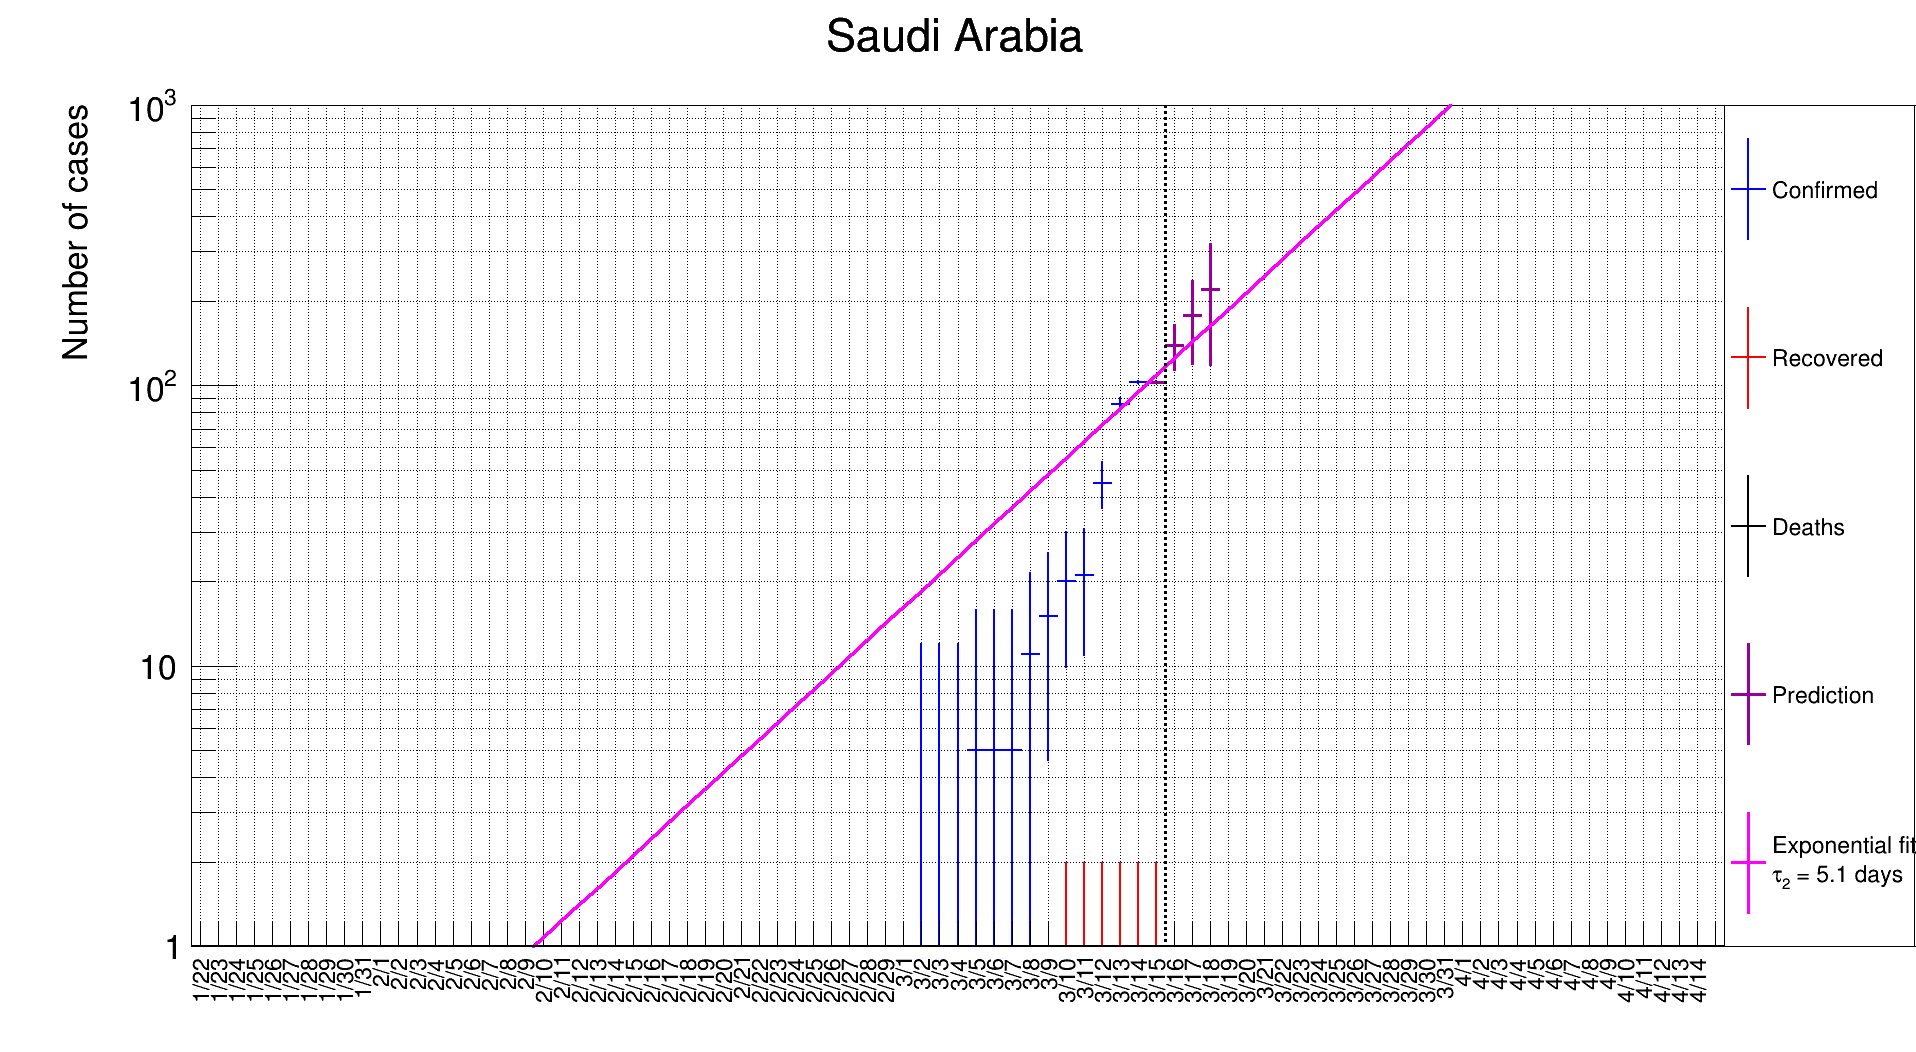 Saudi Arabia
Number of cases
10³
10²
10
1
1/22 1/23 1/24 1/25 1/26 1/27 1/28 1/29 1/30 1/31 2/1 2/2 2/3 2/4 2/5 2/6 2/7 2/8 2/9 2/10 2/11 2/12 2/13 2/14 2/15 2/16 2/17 2/18 2/19 2/20 2/21 2/22 2/23 2/24 2/25 2/26 2/27 2/28 2/29 3/1 3/2 3/3 3/4 3/5 3/6 3/7 3/8 3/9 3/10 3/11 3/12 3/13 3/14 3/15 3/16 3/17 3/18 3/19 3/20 3/21 3/22 3/23 3/24 3/25 3/26 3/27 3/28 3/29 3/30 3/31 4/1 4/2 4/3 4/4 4/5 4/6 4/7 4/8 4/9 4/10 4/11 4/12 4/13 4/14
Confirmed
Recovered
Deaths
Prediction
Exponential fit
τ₂ = 5.1 days